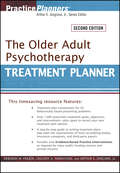 PracticePlanners®
Arthur E. Jongsma, Jr., Series Editor
SECOND EDITION
The Older Adult
Psychotherapy
TREATMENT PLANNER
This timesaving resource features:
Treatment plan components for 30
behaviorally based presenting problems
Over 1,000 prewritten treatment goals, objectives,
and interventions—plus space to record your own
treatment plan options
A step-by-step guide to writing treatment plans
that meet the requirements of most accrediting bodies,
insurance companies, and third-party payors
Includes new Evidence-Based Practice Interventions
as required by many public funding sources and
private insurers
DEBORAH W. FRAZER, GREGORY A. HINRICHSEN, AND ARTHUR E. JONGSMA, JR.